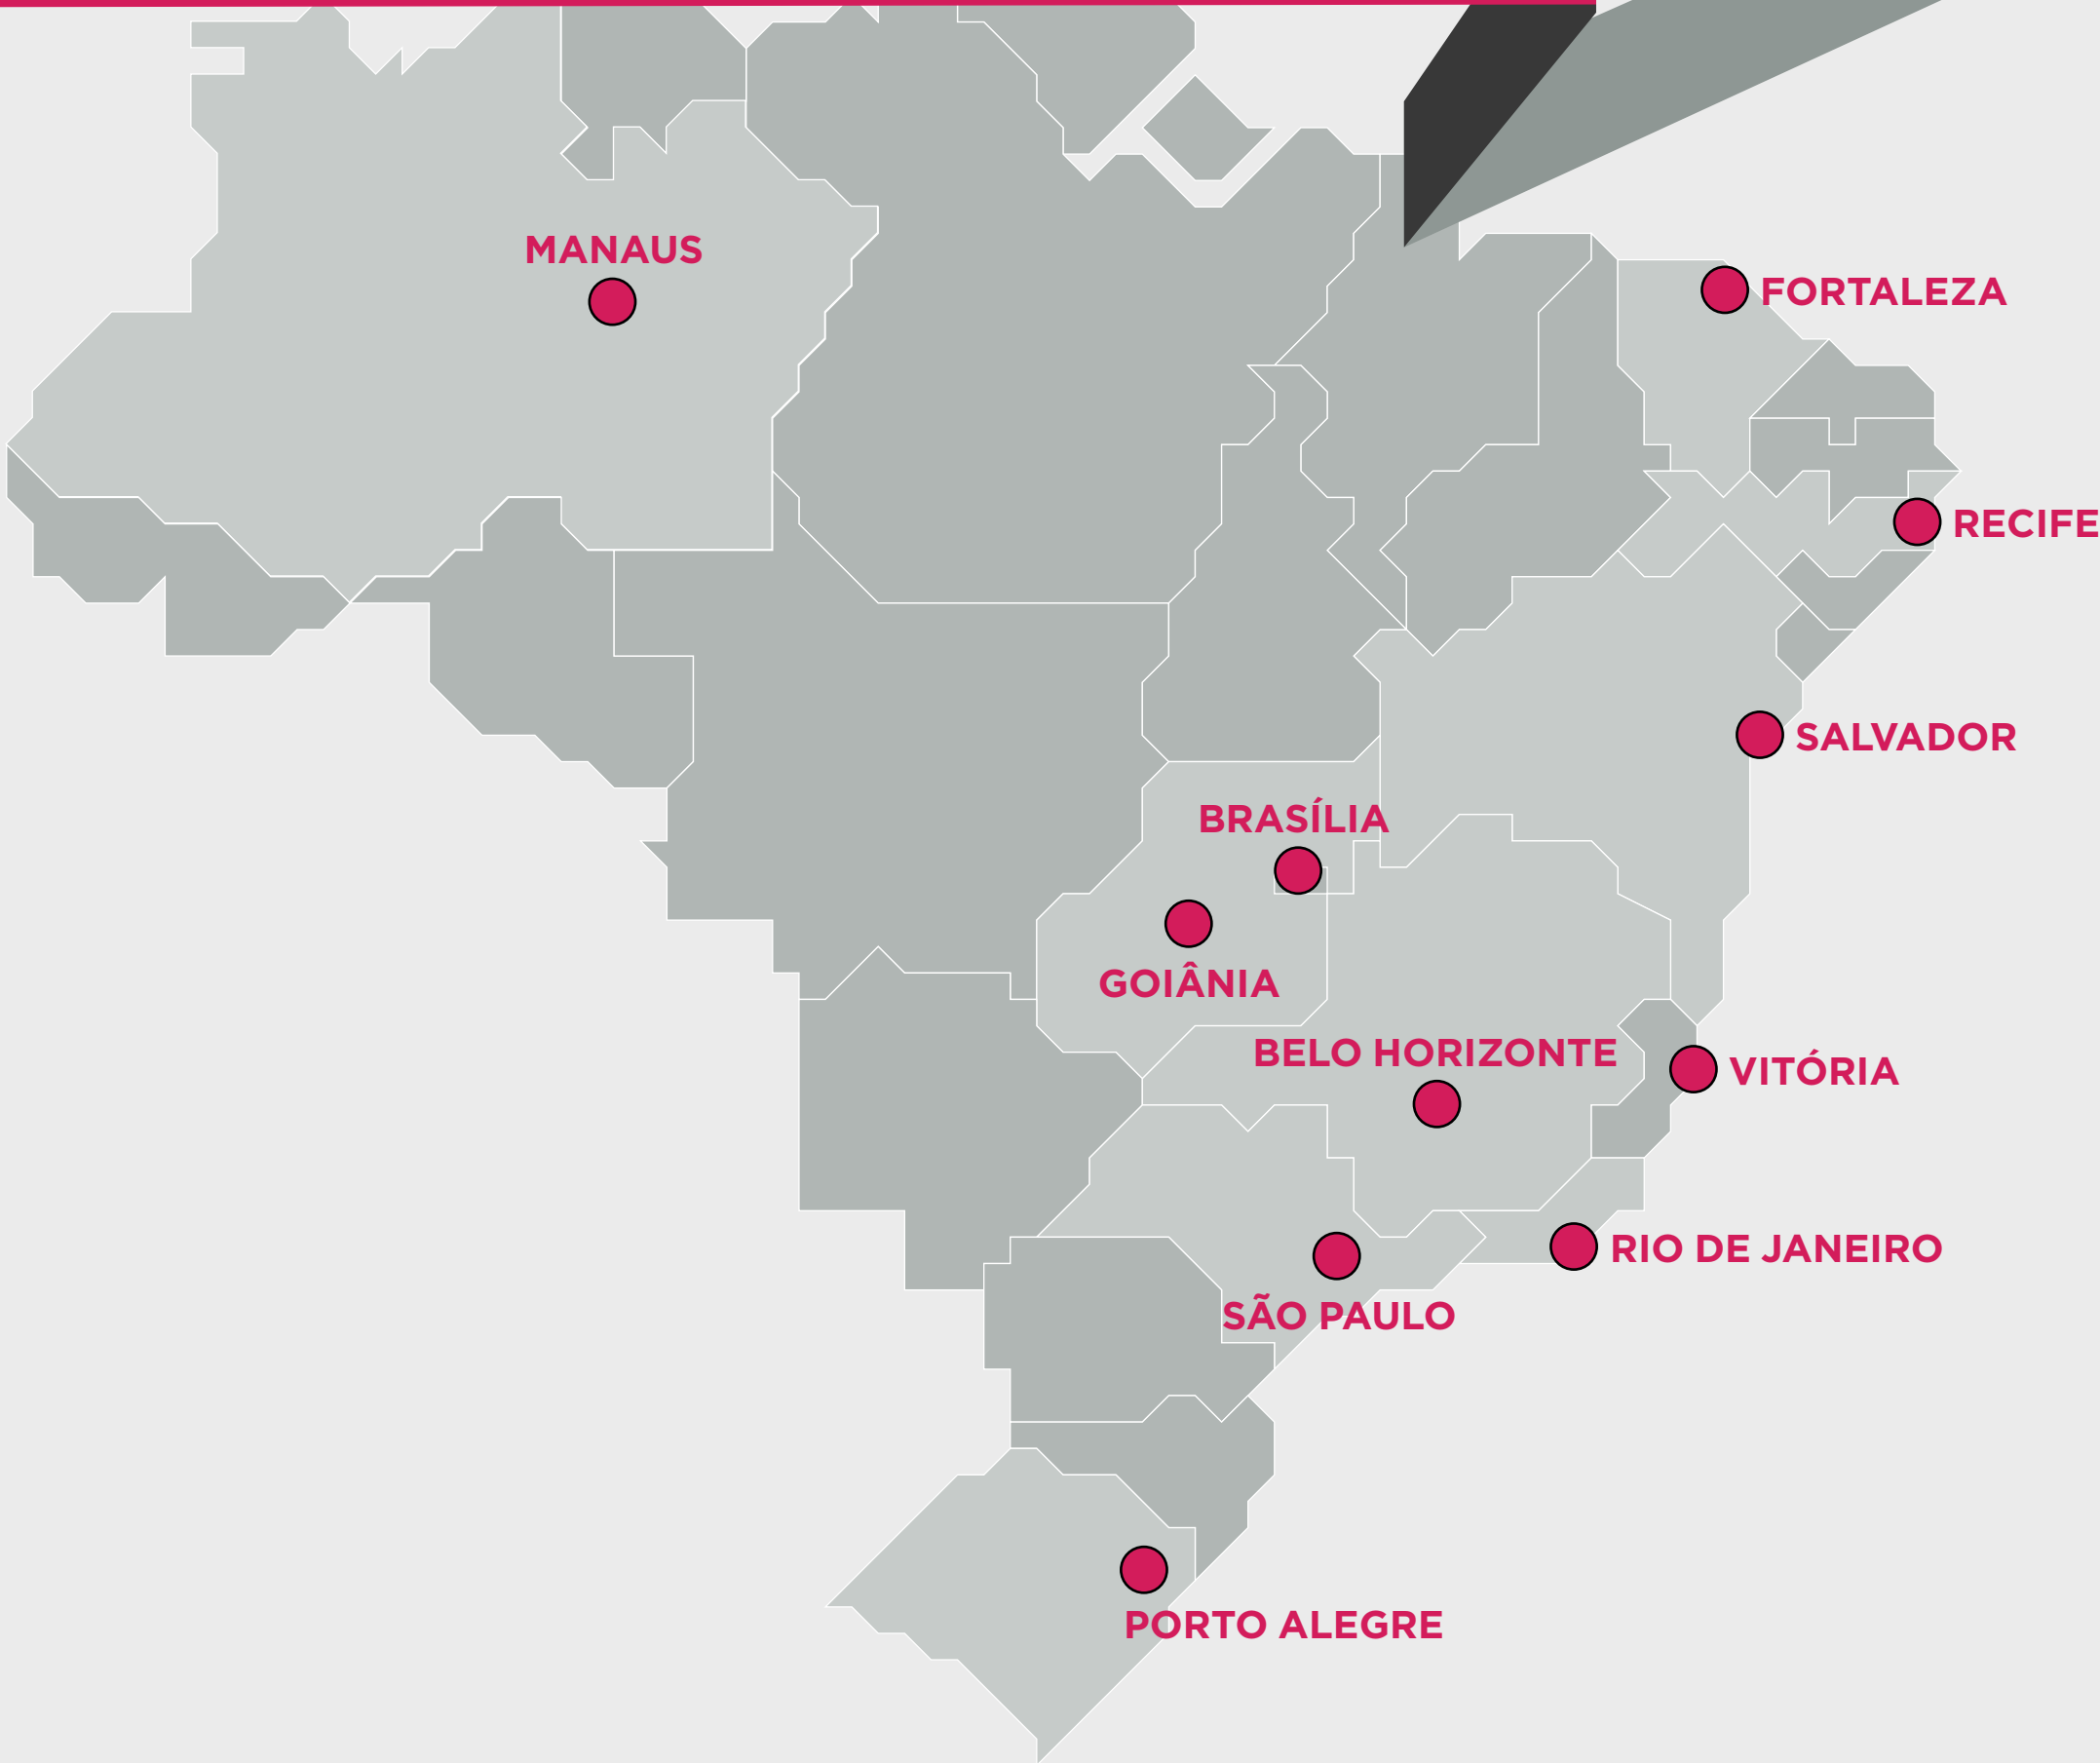 MANAUS
FORTALEZA
RECIFE
SALVADOR
BRASÍLIA
GOIÂNIA
BELO HORIZONTE
VITÓRIA
RIO DE JANEIRO
SÃO PAULO
PORTO ALEGRE